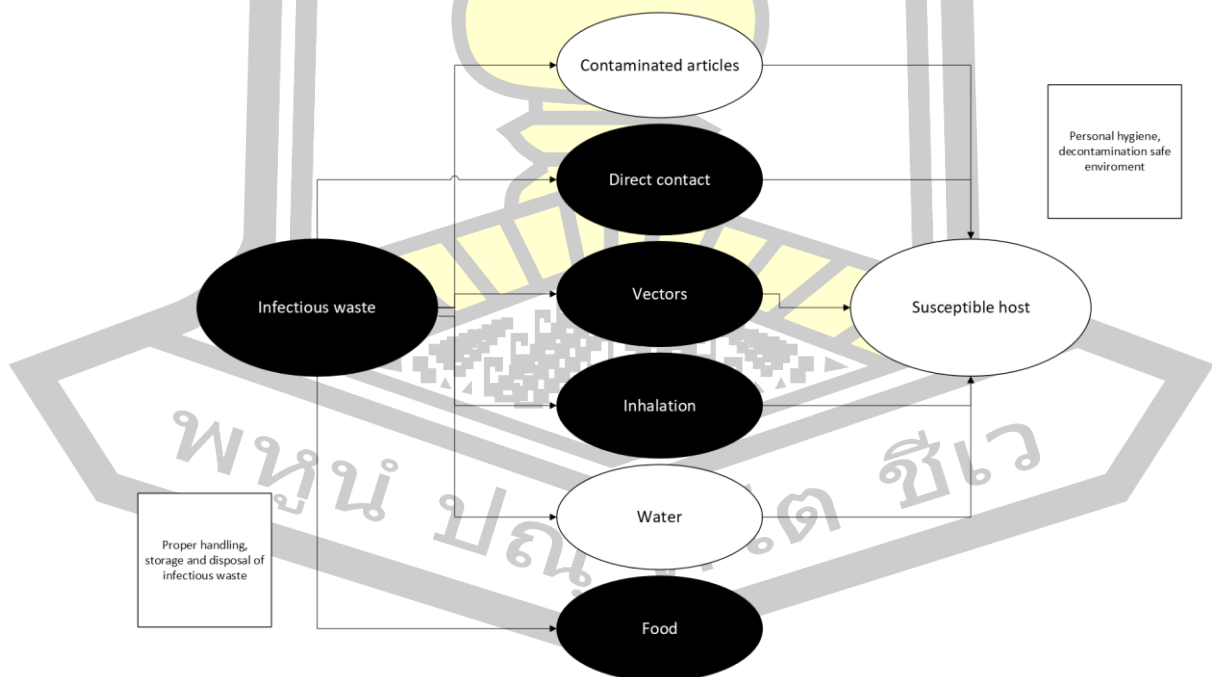 Contaminated articles
Personal hygiene,
decontamination safe
enviroment
Direct contact
Infectious waste
Vectors
Susceptible host
Inhalation
พหูนํ ปณฺ ชีเว
Water
Proper handling,
storage and disposal of
infectious waste
Food